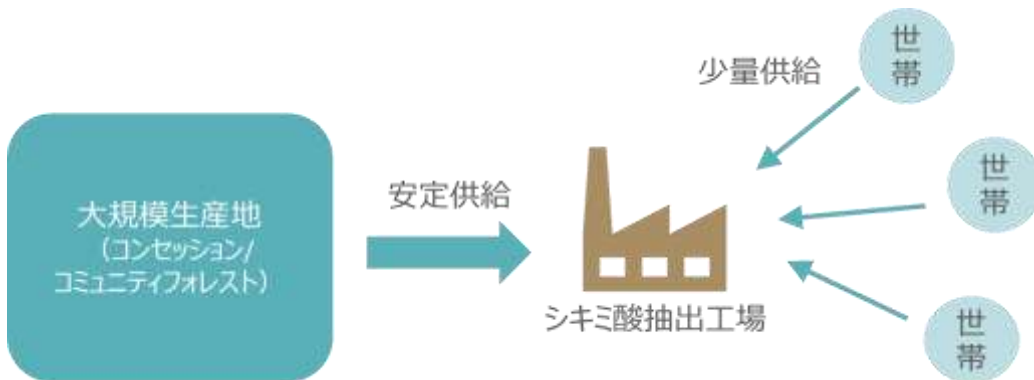 大規模生産地
(コンセッション/
コミュニティフォレスト)
安定供給
シキミ酸抽出工場
少量供給
世
帯
世
帯
世
帯